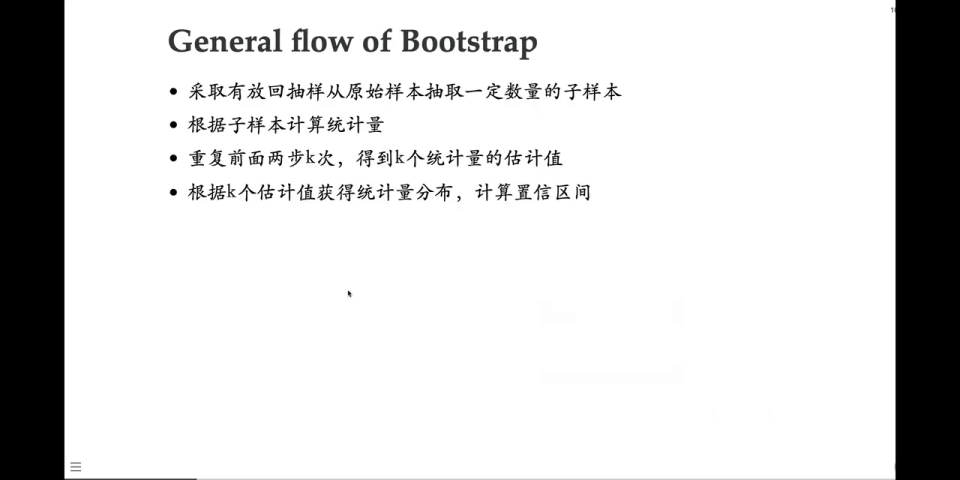 General flow of Bootstrap
采取有放回抽样从原始样本抽取一定数量的子样本
根据子样本计算统计量
重复前面两步k次，得到k个统计量的估计值
根据k个估计值获得统计量分布，计算置信区间